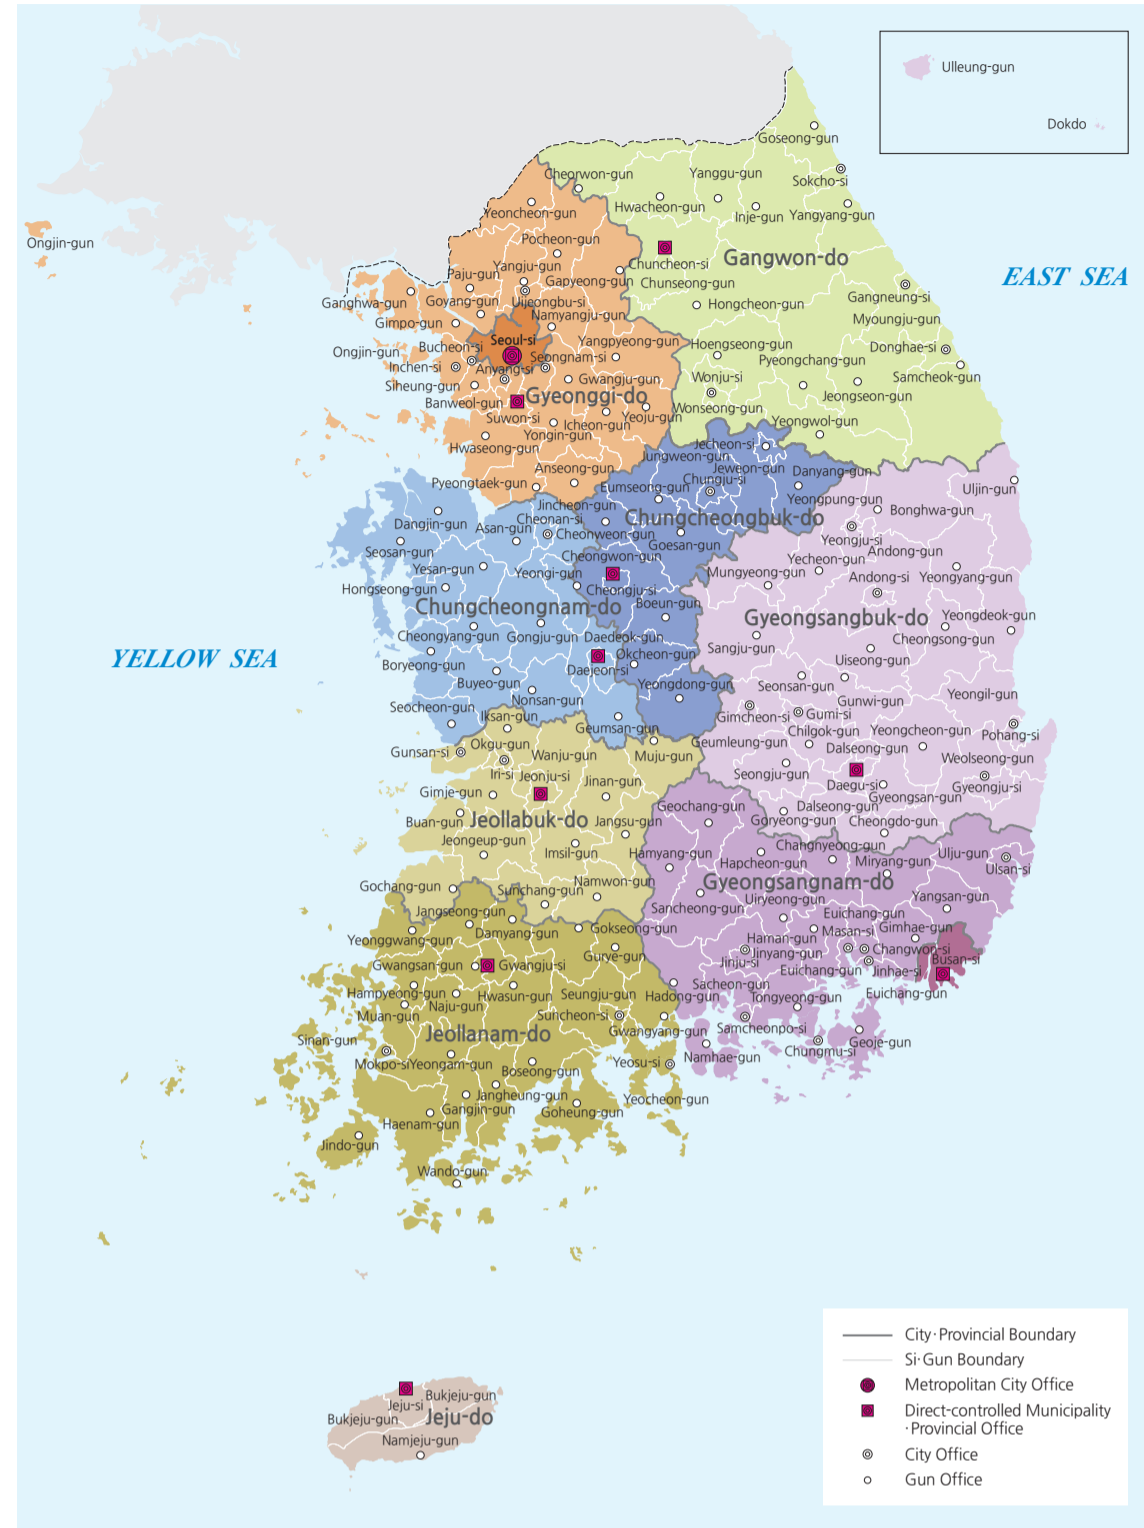 Ulleung-gun
Dokdo
Goseong-gun
Cheorwon-gun
Yanggu-gun
Sokcho-si
Hwacheon-gun
Inje-gun
Yangyang-gun
Yeoncheon-gun
Ongjin-gun
Pocheon-gun
Gangwon-do
Chuncheon-si
Yangju-gun
Paju-gun
Gapyeong-gun
Chunseong-gun
EAST SEA
Ganghwa-gun
Goyang-gun
Uijeongbu-si
Gangneung-si
Hongcheon-gun
Gimpo-gun
Namyangju-gun
Myoungju-gun
Seoul-si
Yangpyeong-gun
Hoengseong-gun
Bucheon-si
Donghae-si
Ongjin-gun
Seongnam-si
Pyeongchang-gun
Inchen-si
Anyang-si
Gwangju-gun
Wonju-si
Samcheok-gun
Siheung-gun
Gyeonggi-do
Jeongseon-gun
Banweol-gun
Wonseong-gun
Suwon-si
Yeoju-gun
Icheon-gun
Yeongwol-gun
Yongin-gun
Hwaseong-gun
Jecheon-si
Jungweon-gun
Anseong-gun
Jeweon-gun
Danyang-gun
Pyeongtaek-gun
Chungju-si
Eumseong-gun
Uljin-gun
Yeongpung-gun
Jincheon-gun
Bonghwa-gun
Cheonan-si
Chungcheongbuk-do
Dangjin-gun
Asan-gun
Cheonweon-gun
Yeongju-si
Goesan-gun
Seosan-gun
Andong-gun
Cheongwon-gun
Yecheon-gun
Yesan-gun
Yeongi-gun
Mungyeong-gun
Andong-si
Yeongyang-gun
Hongseong-gun
Cheongju-si
Boeun-gun
Chungcheongnam-do
Gyeongsangbuk-do
Yeongdeok-gun
Cheongyang-gun
Gongju-gun
Daedeok-gun
Cheongsong-gun
Sangju-gun
YELLOW SEA
Boryeong-gun
Okcheon-gun
Uiseong-gun
Daejeon-si
Buyeo-gun
Yeongdong-gun
Seonsan-gun
Yeongil-gun
Nonsan-gun
Gunwi-gun
Seocheon-gun
Iksan-gun
Gimcheon-si
Gumi-si
Geumsan-gun
Chilgok-gun
Yeongcheon-gun
Pohang-si
Okgu-gun
Geumleung-gun
Gunsan-si
Wanju-gun
Muju-gun
Dalseong-gun
Weolseong-gun
Iri-si
Jeonju-si
Seongju-gun
Jinan-gun
Daegu-si
Gyeongju-si
Gimje-gun
Gyeongsan-gun
Geochang-gun
Dalseong-gun
Jeollabuk-do
Buan-gun
Jangsu-gun
Goryeong-gun
Cheongdo-gun
Jeongeup-gun
Changnyeong-gun
Imsil-gun
Hamyang-gun
Ulju-gun
Hapcheon-gun
Miryang-gun
Ulsan-si
Gochang-gun
Namwon-gun
Gyeongsangnam-do
Sunchang-gun
Uiryeong-gun
Yangsan-gun
Sancheong-gun
Jangseong-gun
Euichang-gun
Gokseong-gun
Gimhae-gun
Damyang-gun
Masan-si
Yeonggwang-gun
Haman-gun
Changwon-si
Jinyang-gun
Gurye-gun
Busan-si
Jinju-si
Gwangsan-gun
Gwangju-si
Euichang-gun
Jinhae-si
Sacheon-gun
Hampyeong-gun
Hwasun-gun
Seungju-gun
Hadong-gun
Euichang-gun
Tongyeong-gun
Naju-gun
Muan-gun
Suncheon-si
Samcheonpo-si
Jeollanam-do
Gwangyang-gun
Sinan-gun
Geoje-gun
Chungmu-si
Namhae-gun
Mokpo-si
Yeongam-gun
Yeosu-si
Boseong-gun
Jangheung-gun
Yeocheon-gun
Gangjin-gun
Goheung-gun
Haenam-gun
Jindo-gun
Wando-gun
City·Provincial Boundary
Si·Gun Boundary
Metropolitan City Office
Direct-controlled Municipality
·Provincial Office
City Office
Gun Office
Bukjeju-gun
Jeju-si
Bukjeju-gun
Jeju-do
Namjeju-gun